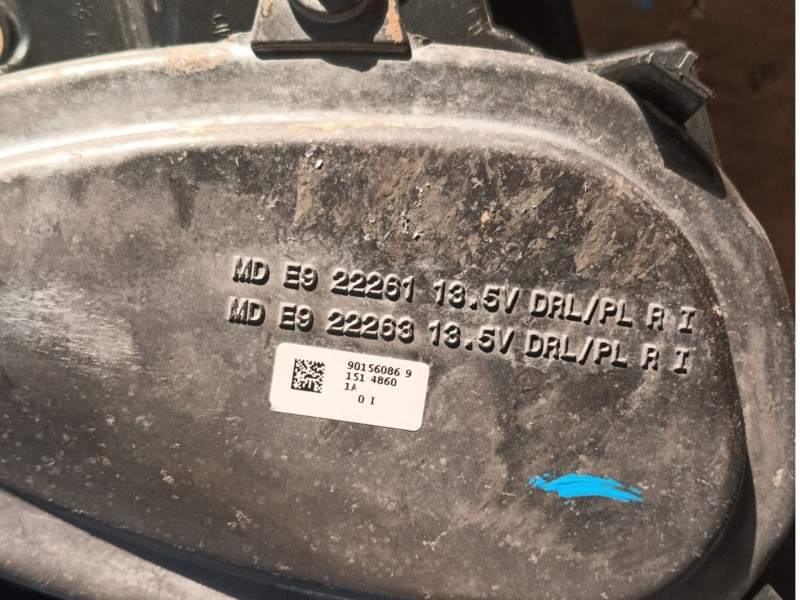 MD E9 22261 13.5V DRL/PL R I
MD E9 22263 13.5V DRL/PL R I
90156086 9
151 4860
1A
0 I